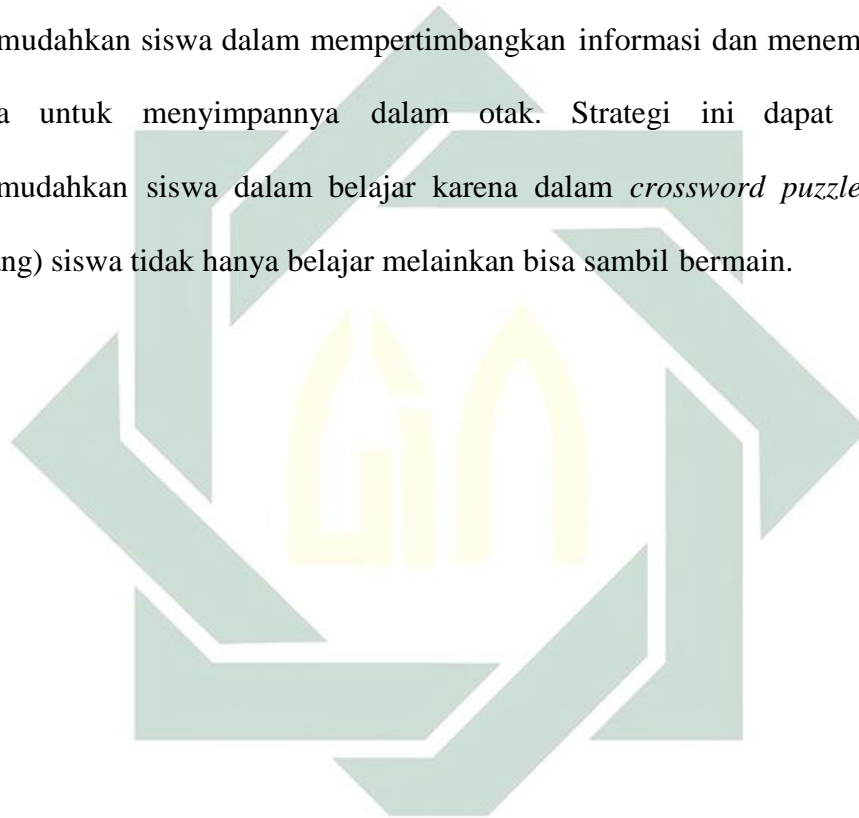 mudahkan siswa dalam mempertimbangkan informasi dan menem
a untuk menyimpannya dalam otak. Strategi ini dapat
mudahkan siswa dalam belajar karena dalam crossword puzzle
ang) siswa tidak hanya belajar melainkan bisa sambil bermain.